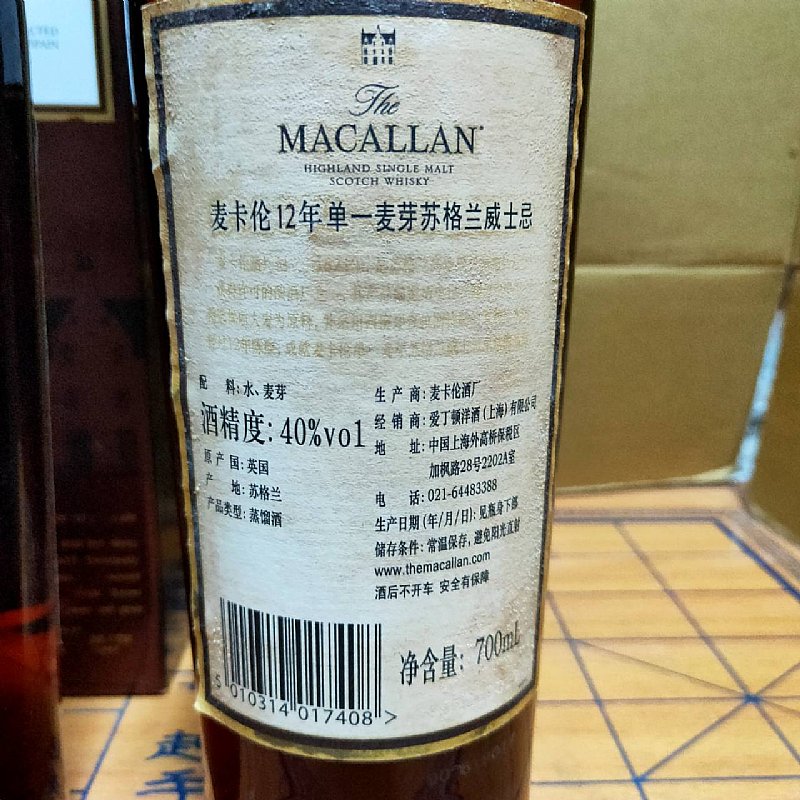 The
MACALLAN
HIGHLAND SINGLE MALT
SCOTCH WHISKY
麦卡伦12年单一麦芽苏格兰威士忌
配 料:水、麦芽
酒精度:40%vol
原产国:英国
产 地:苏格兰
产品类型:蒸馏酒
生 产 商:麦卡伦酒厂
经 销 商:爱丁顿洋酒(上海)有限公司
地 址:中国上海外高桥保税区
加枫路28号2202A室
电 话:021-64483388
生产日期(年/月/日):见瓶身下部
储存条件:常温保存,避免阳光直射
www.themacallan.com
酒后不开车 安全有保障
5 010314 017408 >
净含量:700mL